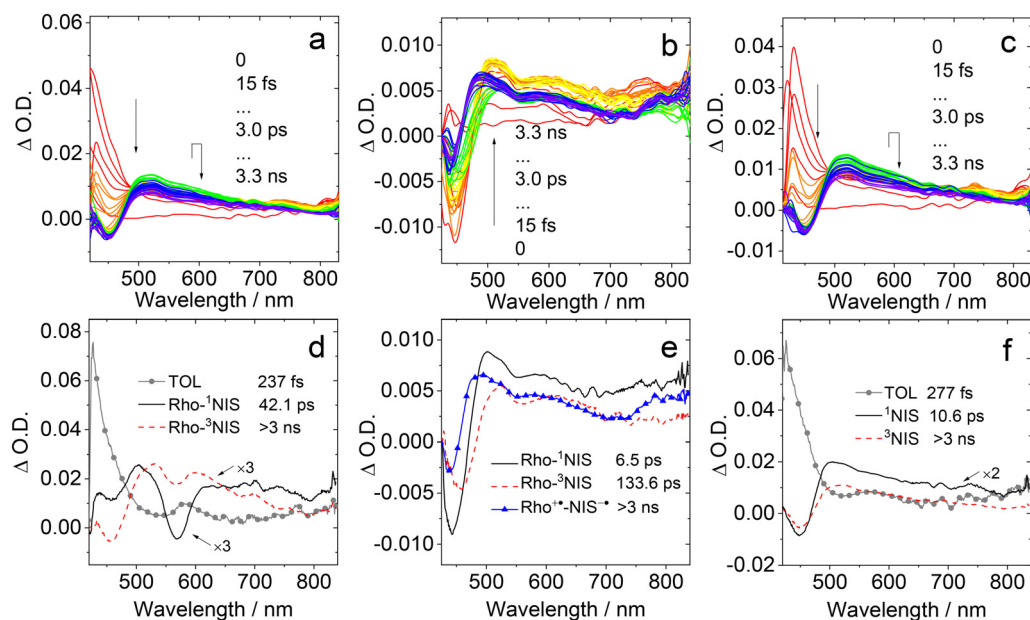 a
0
15 fs
...
3.0 ps
...
3.3 ns
0.06
0.04
0.02
0.00
Δ O.D.
400 500 600 700 800
Wavelength / nm
b
3.3 ns
...
3.0 ps
...
15 fs
0
0.010
0.005
0.000
-0.005
-0.010
Δ O.D.
500 600 700 800
Wavelength / nm
c
0
15 fs
...
3.0 ps
...
3.3 ns
0.04
0.03
0.02
0.01
0.00
-0.01
Δ O.D.
500 600 700 800
Wavelength / nm
d
TOL 237 fs
Rho-¹NIS 42.1 ps
Rho-³NIS >3 ns
×3
×3
0.08
0.06
0.04
0.02
0.00
Δ O.D.
500 600 700 800
Wavelength / nm
e
Rho-¹NIS 6.5 ps
Rho-³NIS 133.6 ps
Rho⁺•-NIS⁻• >3 ns
0.010
0.005
0.000
-0.005
-0.010
Δ O.D.
500 600 700 800
Wavelength / nm
f
TOL 277 fs
¹NIS 10.6 ps
³NIS >3 ns
×2
0.06
0.04
0.02
0.00
-0.02
Δ O.D.
500 600 700 800
Wavelength / nm